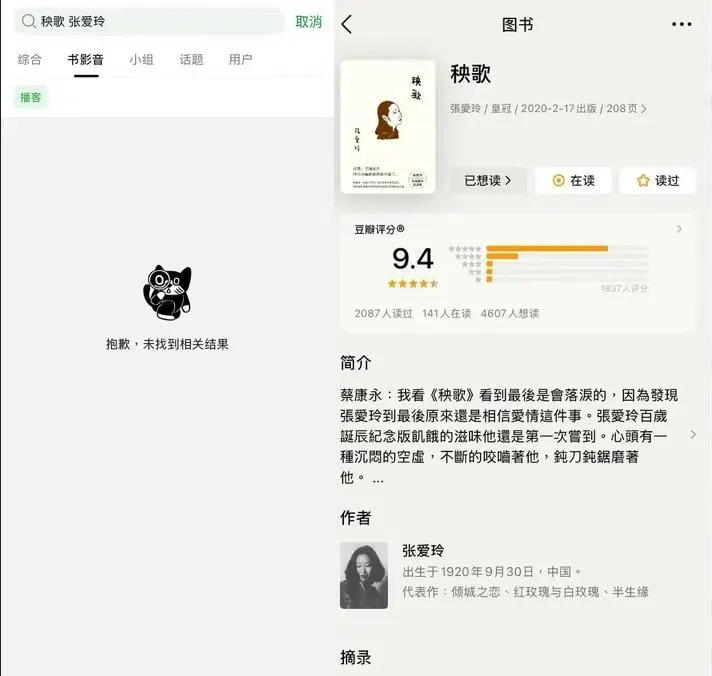 秧歌 张爱玲
取消
综合 书影音 小组 话题 用户
播客
抱歉，未找到相关结果
图书
秧歌
張愛玲 / 皇冠 / 2020-2-17出版 / 208页
已想读
在读
读过
秧歌
張愛玲
豆瓣评分®
9.4
1837人评分
2087人读过 141人在读 4607人想读
简介
蔡康永：我看《秧歌》看到最後是會落淚的，因為發現
張愛玲到最後原來還是相信愛情這件事。張愛玲百歲
誕辰紀念版飢餓的滋味他還是第一次嘗到。心頭有一
種沉悶的空虛，不斷的咬嚙著他，鈍刀鈍鋸磨著
他。 ...
作者
张爱玲
出生于1920年9月30日，中国。
代表作：倾城之恋、红玫瑰与白玫瑰、半生缘
摘录